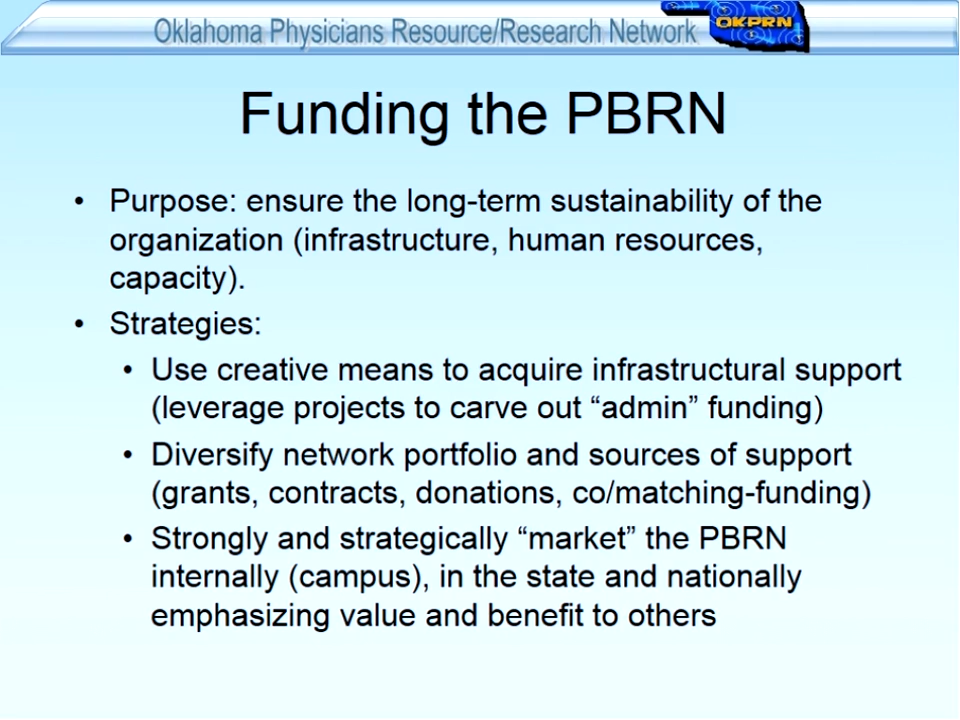 Oklahoma Physicians Resource/Research Network
OKPRN
Funding the PBRN
• Purpose: ensure the long-term sustainability of the
organization (infrastructure, human resources,
capacity).
• Strategies:
• Use creative means to acquire infrastructural support
(leverage projects to carve out “admin” funding)
• Diversify network portfolio and sources of support
(grants, contracts, donations, co/matching-funding)
• Strongly and strategically “market” the PBRN
internally (campus), in the state and nationally
emphasizing value and benefit to others